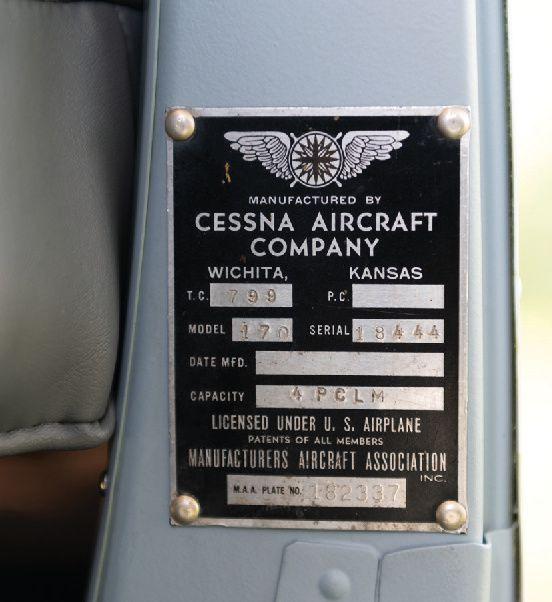 MANUFACTURED BY
CESSNA AIRCRAFT
COMPANY
WICHITA, KANSAS
T.C. 799 P.C.
MODEL 170 SERIAL 18444
DATE MFD.
CAPACITY 4 PCLM
LICENSED UNDER U. S. AIRPLANE
PATENTS OF ALL MEMBERS
MANUFACTURERS AIRCRAFT ASSOCIATION
INC.
M.A.A. PLATE NO. 182337